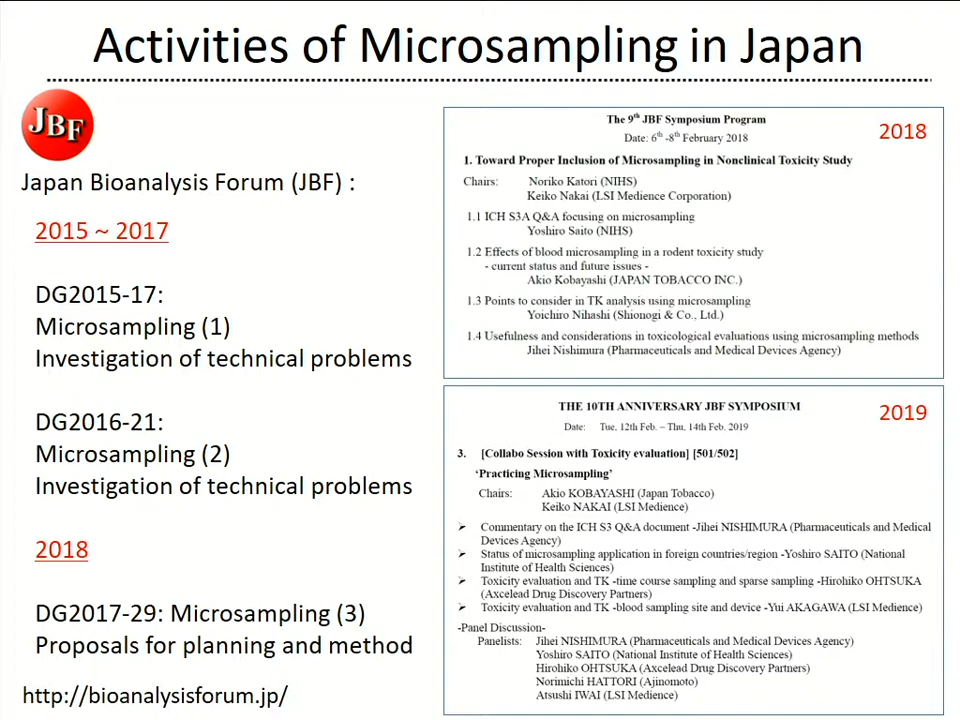 Activities of Microsampling in Japan
JBF
Japan Bioanalysis Forum (JBF) :
2015 ~ 2017
DG2015-17:
Microsampling (1)
Investigation of technical problems
DG2016-21:
Microsampling (2)
Investigation of technical problems
2018
DG2017-29: Microsampling (3)
Proposals for planning and method
http://bioanalysisforum.jp/
The 9th JBF Symposium Program
2018
Date: 6th -8th February 2018
1. Toward Proper Inclusion of Microsampling in Nonclinical Toxicity Study
Chairs: Noriko Katori (NIHS)
Keiko Nakai (LSI Medience Corporation)
1.1 ICH S3A Q&A focusing on microsampling
Yoshiro Saito (NIHS)
1.2 Effects of blood microsampling in a rodent toxicity study
- current status and future issues -
Akio Kobayashi (JAPAN TOBACCO INC.)
1.3 Points to consider in TK analysis using microsampling
Yoichiro Nihashi (Shionogi & Co., Ltd.)
1.4 Usefulness and considerations in toxicological evaluations using microsampling methods
Jihei Nishimura (Pharmaceuticals and Medical Devices Agency)
THE 10TH ANNIVERSARY JBF SYMPOSIUM
2019
Date: Tue, 12th Feb. – Thu, 14th Feb. 2019
3. [Collabo Session with Toxicity evaluation] [501/502]
‘Practicing Microsampling’
Chairs: Akio KOBAYASHI (Japan Tobacco)
Keiko NAKAI (LSI Medience)
➢ Commentary on the ICH S3 Q&A document -Jihei NISHIMURA (Pharmaceuticals and Medical
Devices Agency)
➢ Status of microsampling application in foreign countries/region -Yoshiro SAITO (National
Institute of Health Sciences)
➢ Toxicity evaluation and TK -time course sampling and sparse sampling -Hirohiko OHTSUKA
(Axcelead Drug Discovery Partners)
➢ Toxicity evaluation and TK -blood sampling site and device -Yui AKAGAWA (LSI Medience)
-Panel Discussion-
Panelists: Jihei NISHIMURA (Pharmaceuticals and Medical Devices Agency)
Yoshiro SAITO (National Institute of Health Sciences)
Hirohiko OHTSUKA (Axcelead Drug Discovery Partners)
Norimichi HATTORI (Ajinomoto)
Atsushi IWAI (LSI Medience)